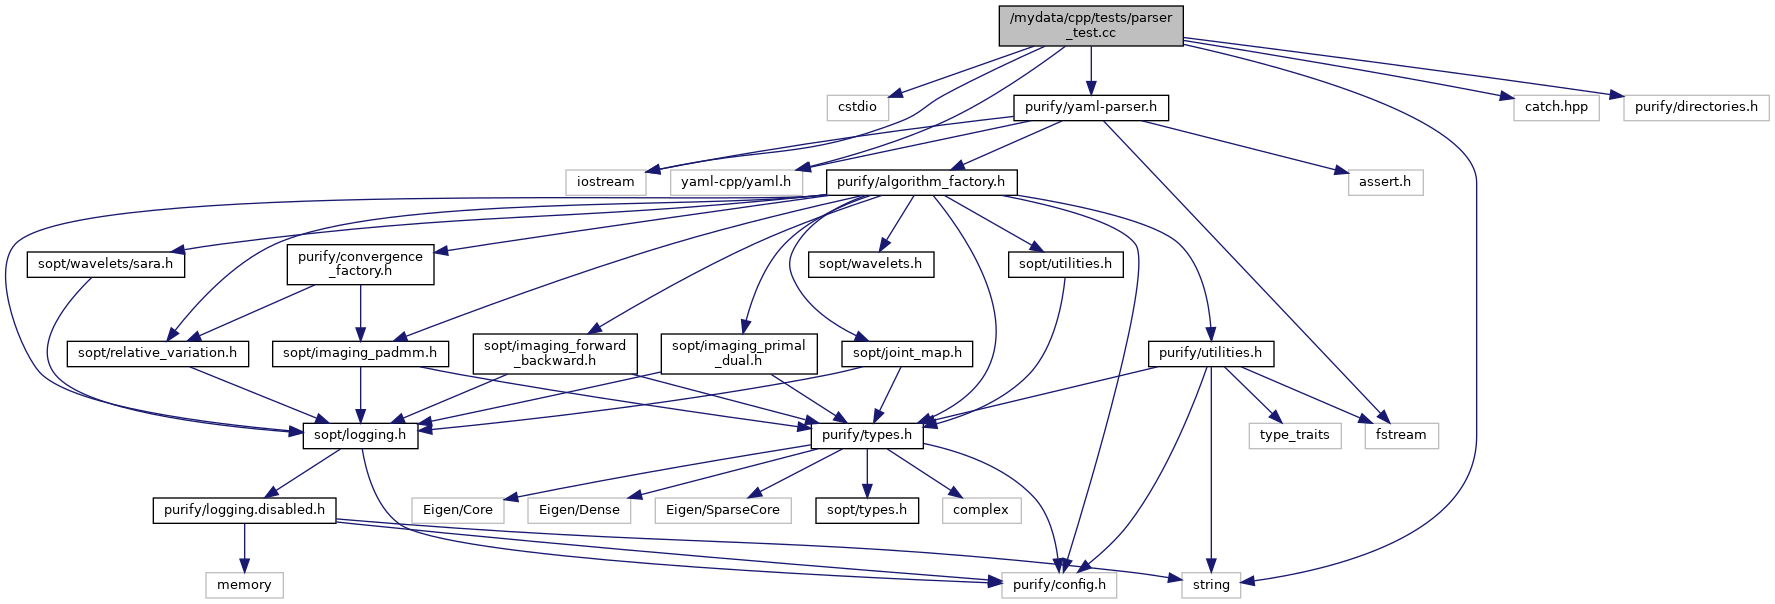 /mydata/cpp/tests/parser
_test.cc
cstdio
purify/yaml-parser.h
catch.hpp
purify/directories.h
iostream
yaml-cpp/yaml.h
purify/algorithm_factory.h
assert.h
sopt/wavelets/sara.h
purify/convergence
_factory.h
sopt/wavelets.h
sopt/utilities.h
sopt/relative_variation.h
sopt/imaging_padmm.h
sopt/imaging_forward
_backward.h
sopt/imaging_primal
_dual.h
sopt/joint_map.h
purify/utilities.h
sopt/logging.h
purify/types.h
type_traits
fstream
purify/logging.disabled.h
Eigen/Core
Eigen/Dense
Eigen/SparseCore
sopt/types.h
complex
memory
purify/config.h
string